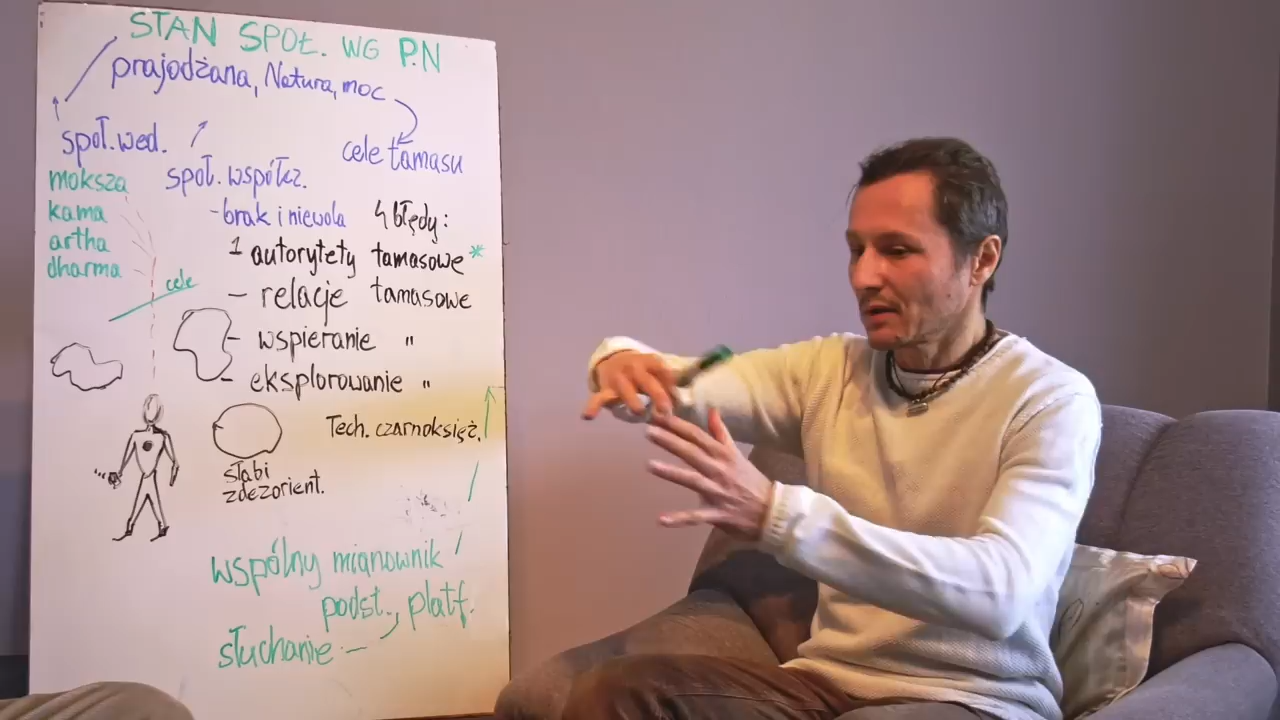 STAN SPOŁ. WG P.N
prajodżana, Natura, moc
społ.wed.
cele tamasu
moksza
kama
artha
dharma
cele
społ. współcz.
- brak i niewola
4 błędy:
1 autorytety tamasowe *
- relacje tamasowe
- wspieranie "
- eksplorowanie "
Tech. czarnoksięż.
słabi
zdezorient.
wspólny mianownik
podst., platf.
słuchanie -